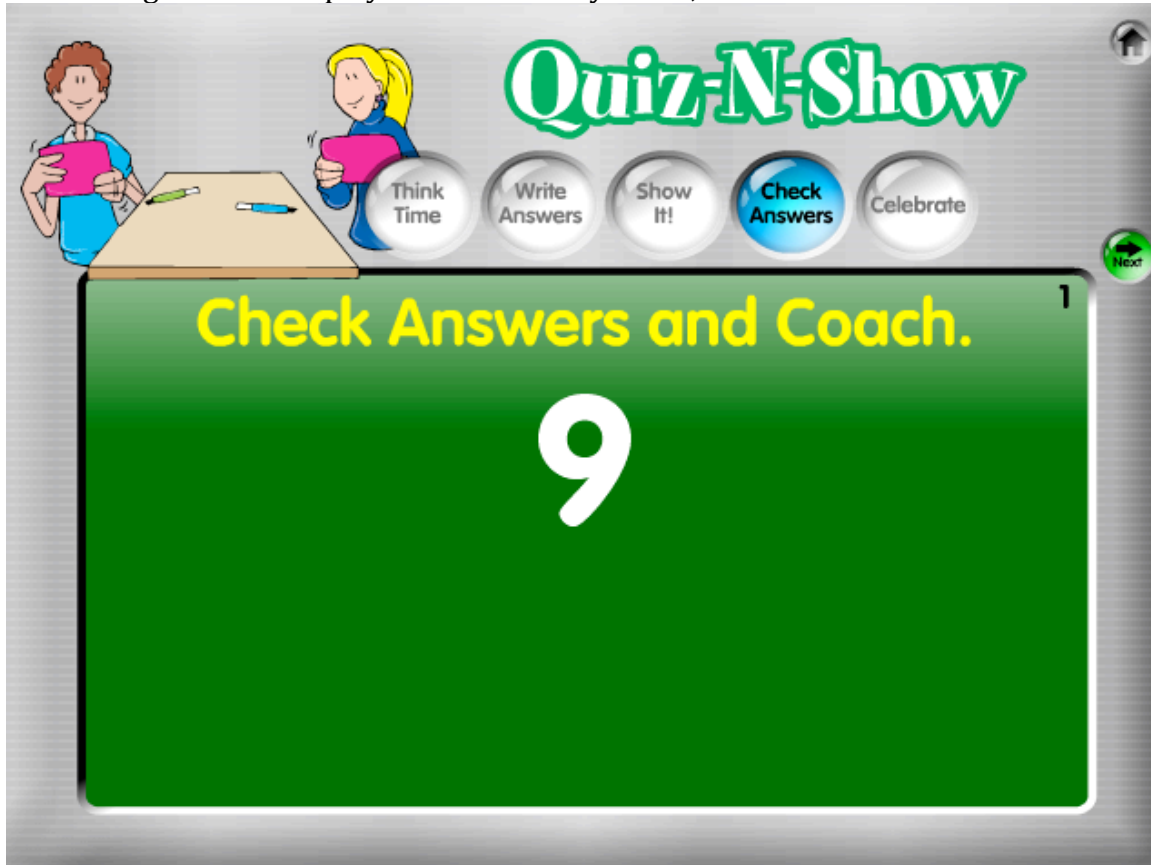 Quiz-N-Show
Think
Time
Write
Answers
Show
It!
Check
Answers
Celebrate
Next
1
Check Answers and Coach.
9